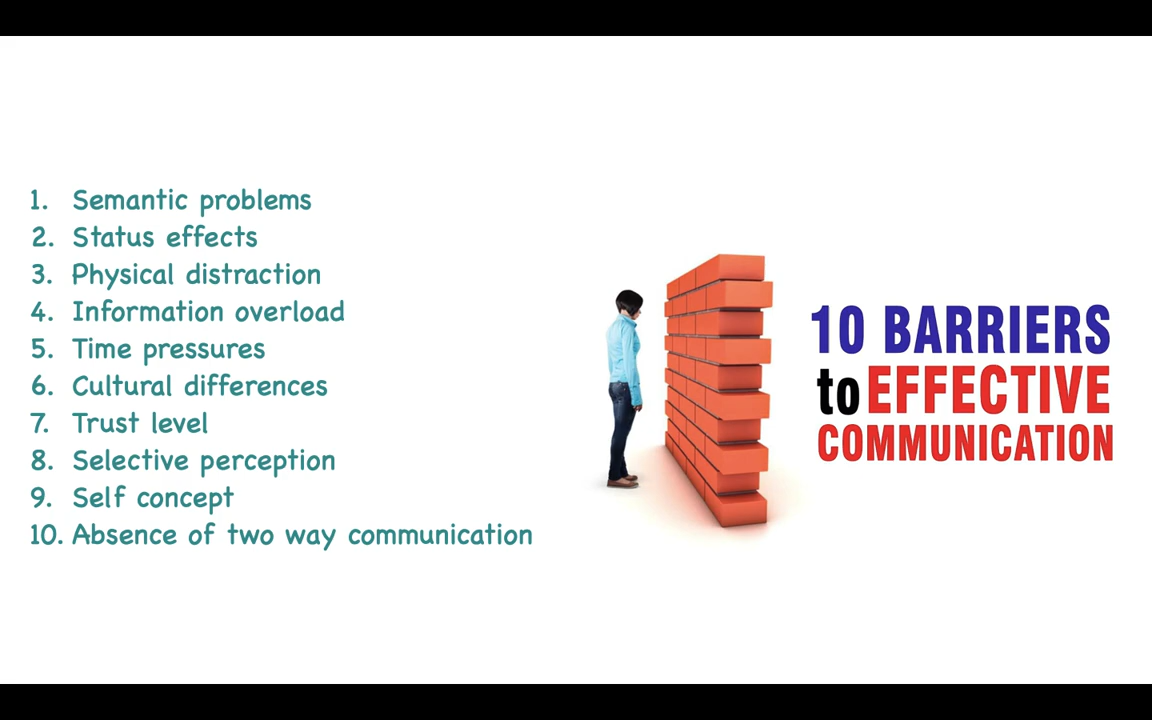 1. Semantic problems
2. Status effects
3. Physical distraction
4. Information overload
5. Time pressures
6. Cultural differences
7. Trust level
8. Selective perception
9. Self concept
10. Absence of two way communication
10 BARRIERS
to EFFECTIVE
COMMUNICATION